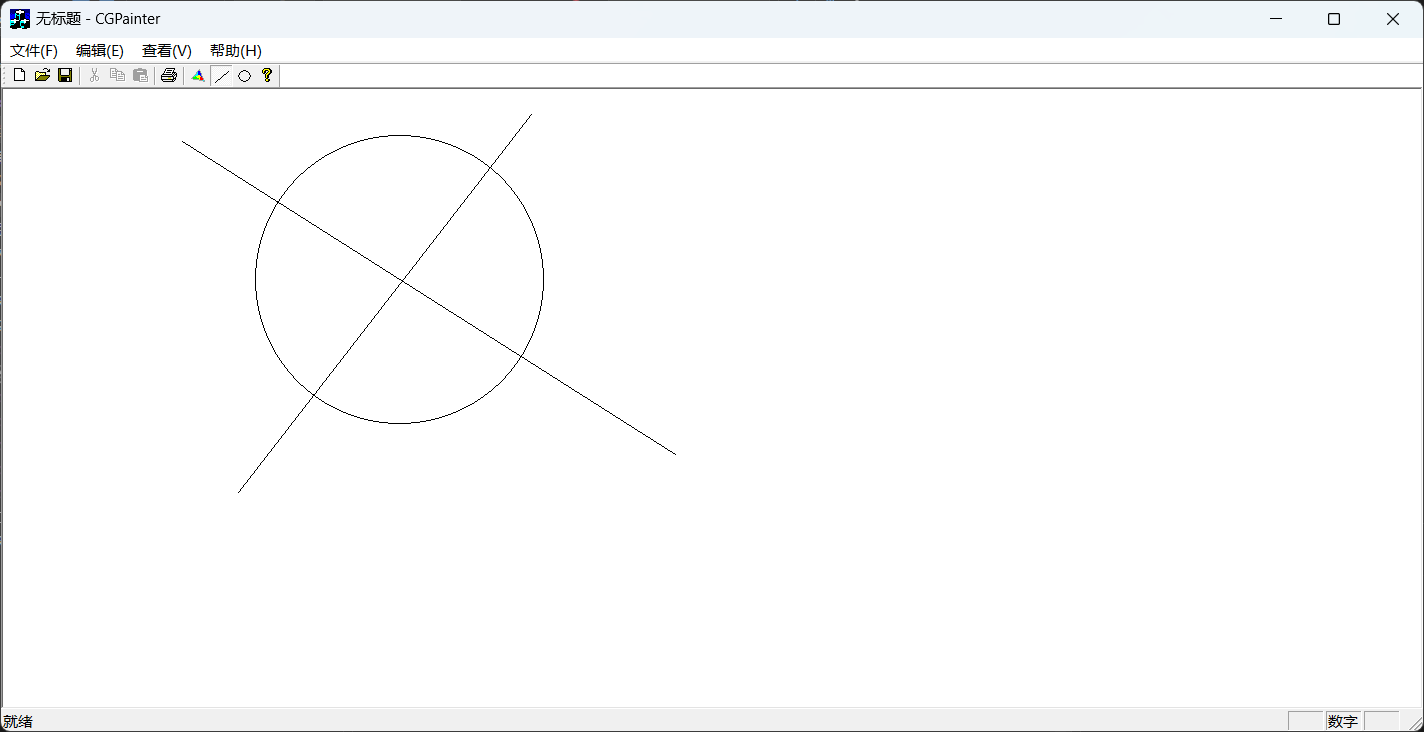 无标题 - CGPainter
文件(F) 编辑(E) 查看(V) 帮助(H)
就绪 数字